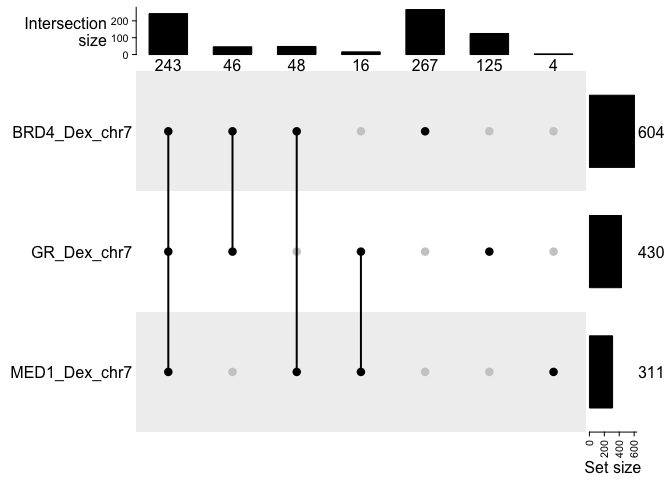 Intersection
size
200
100
0
243 46 48 16 267 125 4
BRD4_Dex_chr7 604
GR_Dex_chr7 430
MED1_Dex_chr7 311
0 200 400 600
Set size